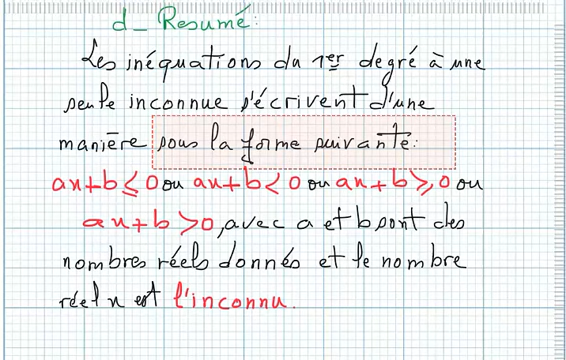 d_ Resumé:
Les inéquations du 1er degré à une
seule inconnue s'écrivent d'une
manière sous la forme suivante:
ax+b ≤ 0 ou ax+b < 0 ou ax+b ≥ 0 ou
ax+b > 0, avec a et b sont des
nombres réels donnés et le nombre
réel x est l'inconnu.